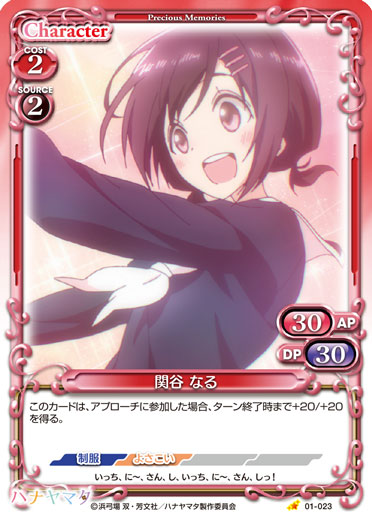 Precious Memories
Character
COST
2
SOURCE
2
30 AP
DP 30
関谷 なる
このカードは、アプローチに参加した場合、ターン終了時まで+20/+20
を得る。
制服 よさこい
いっち、に～、さん、し、いっち、に～、さん、しっ！
ハナヤマタ
©浜弓場 双・芳文社／ハナヤマタ製作委員会
01-023